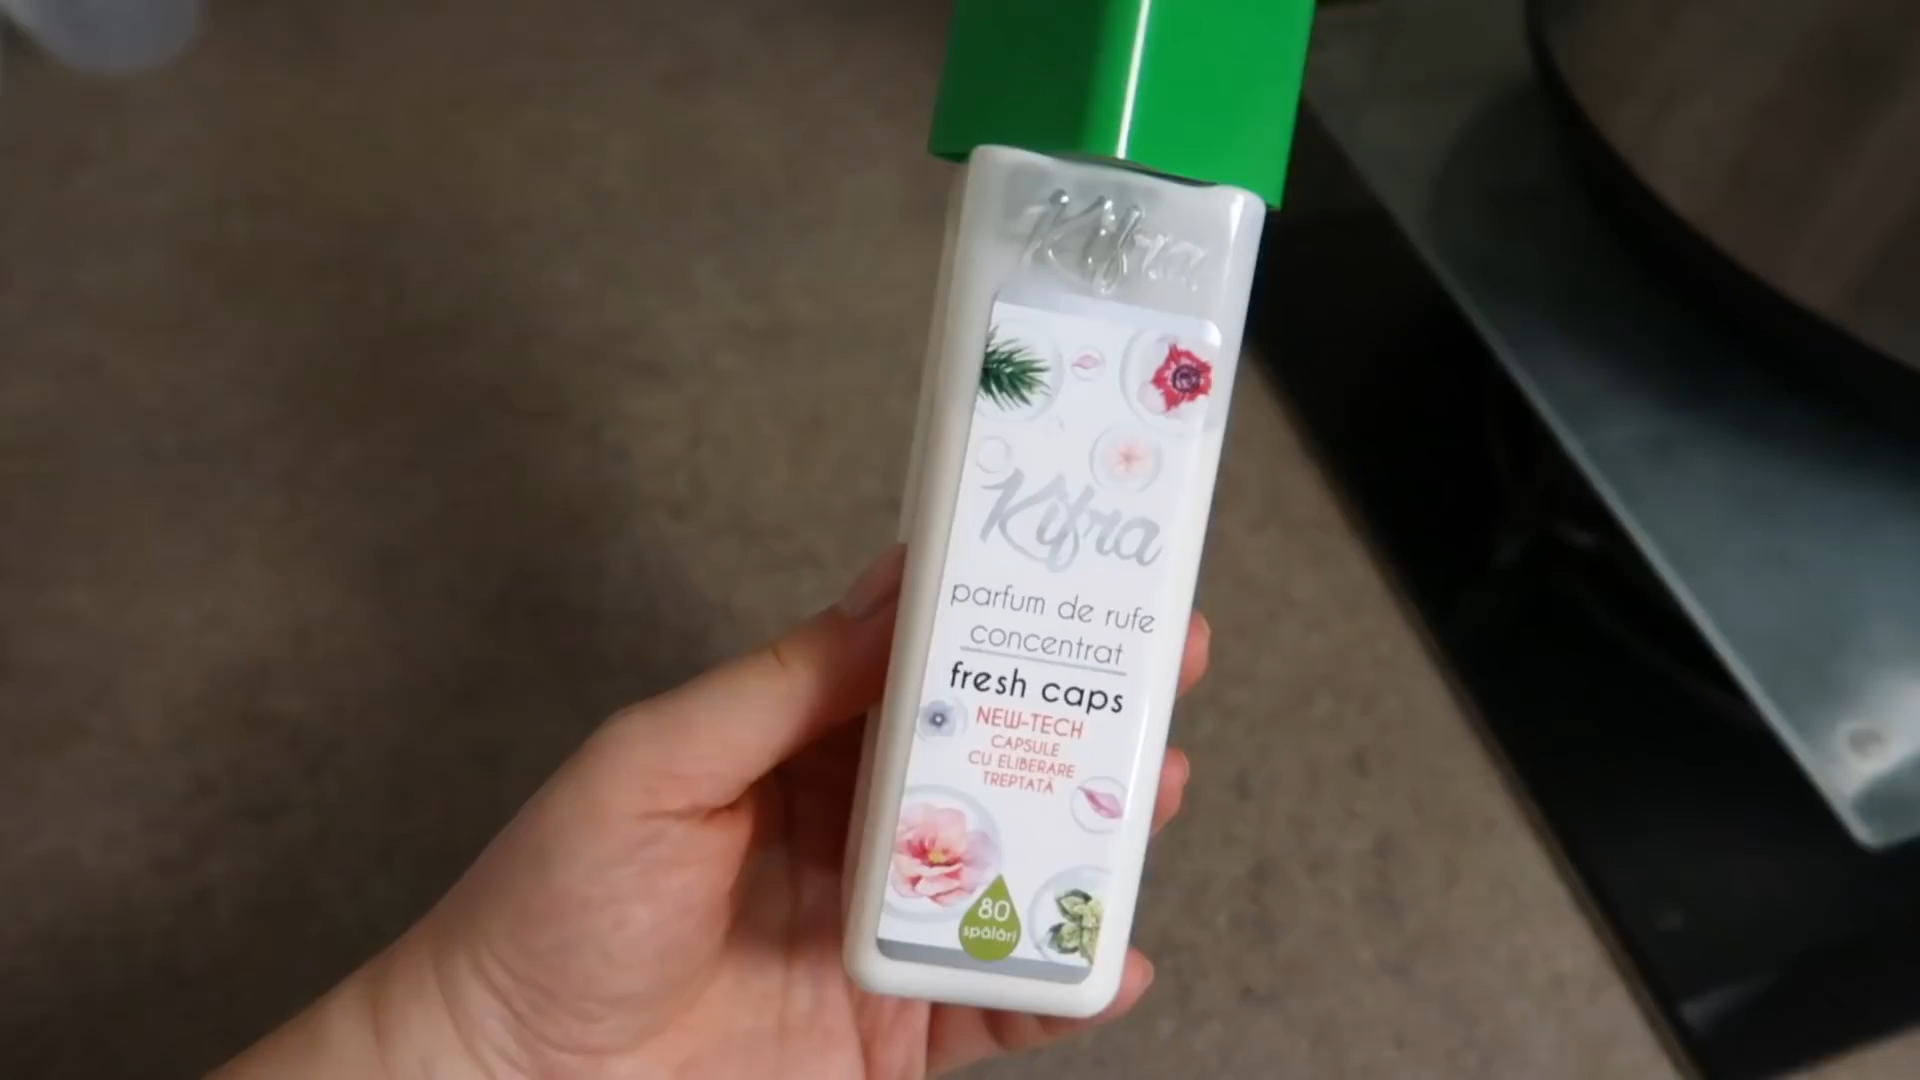 Kifra
Kifra
parfum de rufe
concentrat
fresh caps
NEW-TECH
CAPSULE
CU ELIBERARE
TREPTATĂ
80
spălări